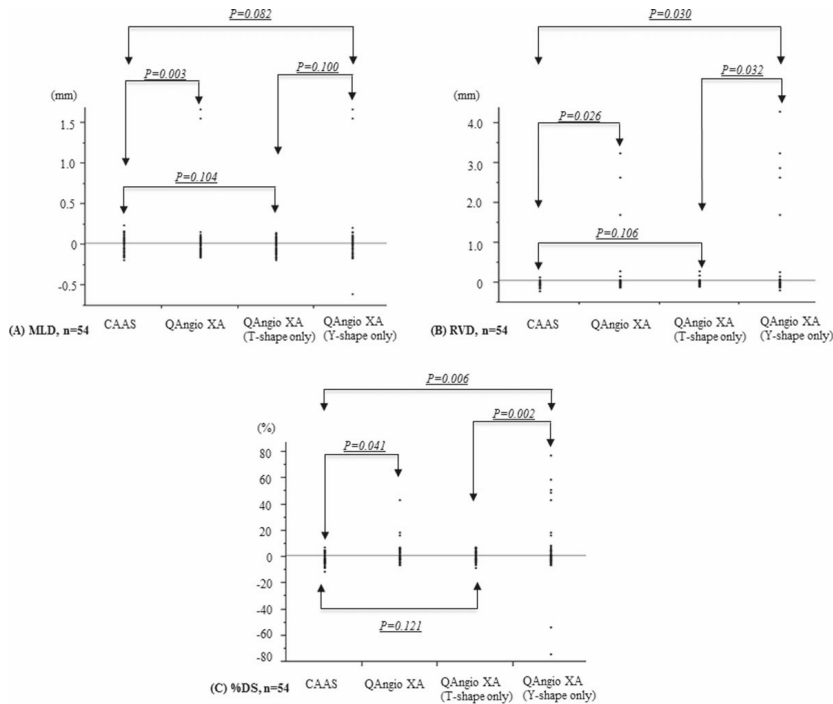 P=0.082
P=0.003
P=0.100
(mm)
1.5
1.0
P=0.104
0.5
0
-0.5
CAAS
QAngio XA
QAngio XA
(T-shape only)
QAngio XA
(Y-shape only)
(A) MLD, n=54
P=0.030
P=0.032
(mm)
P=0.026
4.0
3.0
2.0
P=0.106
1.0
0
CAAS
QAngio XA
QAngio XA
(T-shape only)
QAngio XA
(Y-shape only)
(B) RVD, n=54
P=0.006
P=0.002
(%)
P=0.041
80
60
40
20
0
-20
-40
P=0.121
-60
-80
CAAS
QAngio XA
QAngio XA
(T-shape only)
QAngio XA
(Y-shape only)
(C) %DS, n=54